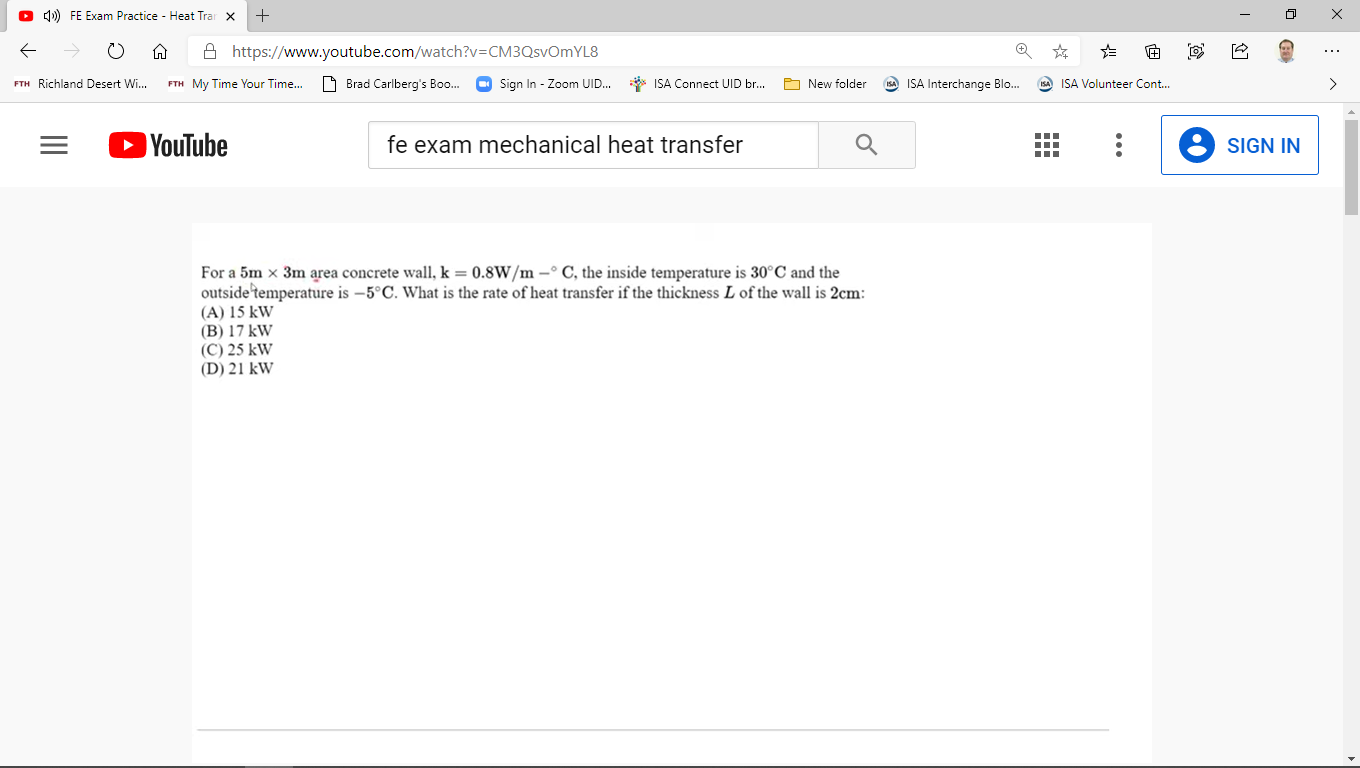 FE Exam Practice - Heat Tra
https://www.youtube.com/watch?v=CM3QsvOmYL8
FTH Richland Desert Wi... FTH My Time Your Time... Brad Carlberg's Boo... Sign In - Zoom UID... ISA Connect UID br... New folder ISA ISA Interchange Blo... ISA ISA Volunteer Cont...
YouTube fe exam mechanical heat transfer SIGN IN
For a 5m × 3m area concrete wall, k = 0.8W/m −° C, the inside temperature is 30°C and the
outside temperature is −5°C. What is the rate of heat transfer if the thickness L of the wall is 2cm:
(A) 15 kW
(B) 17 kW
(C) 25 kW
(D) 21 kW